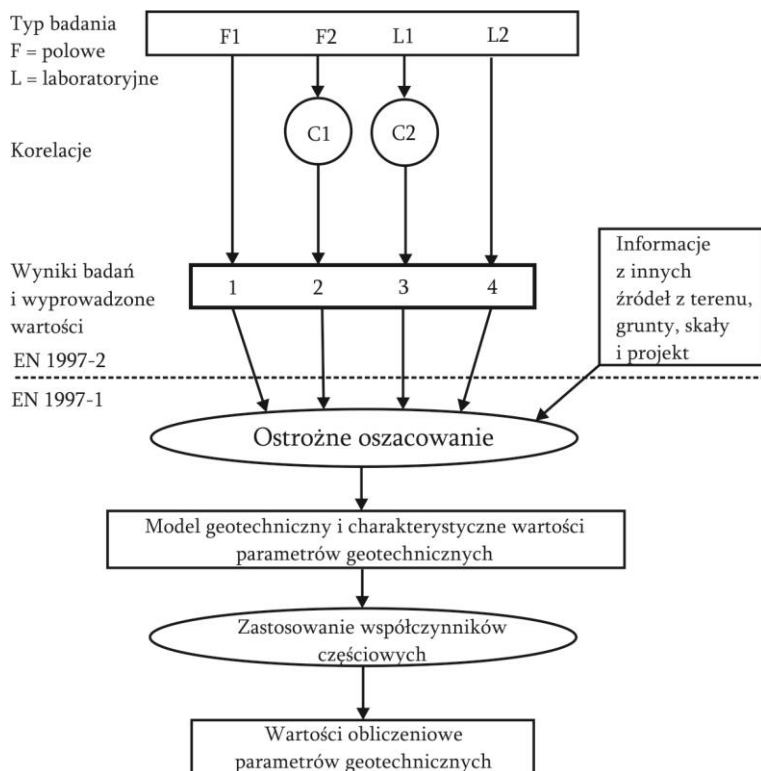 Typ badania
F = polowe
L = laboratoryjne
F1 F2 L1 L2
Korelacje
C1 C2
Wyniki badań
i wyprowadzone
wartości
1 2 3 4
Informacje
z innych
źródeł z terenu,
grunty, skały
i projekt
EN 1997-2
EN 1997-1
Ostrożne oszacowanie
Model geotechniczny i charakterystyczne wartości
parametrów geotechnicznych
Zastosowanie współczynników
częściowych
Wartości obliczeniowe
parametrów geotechnicznych